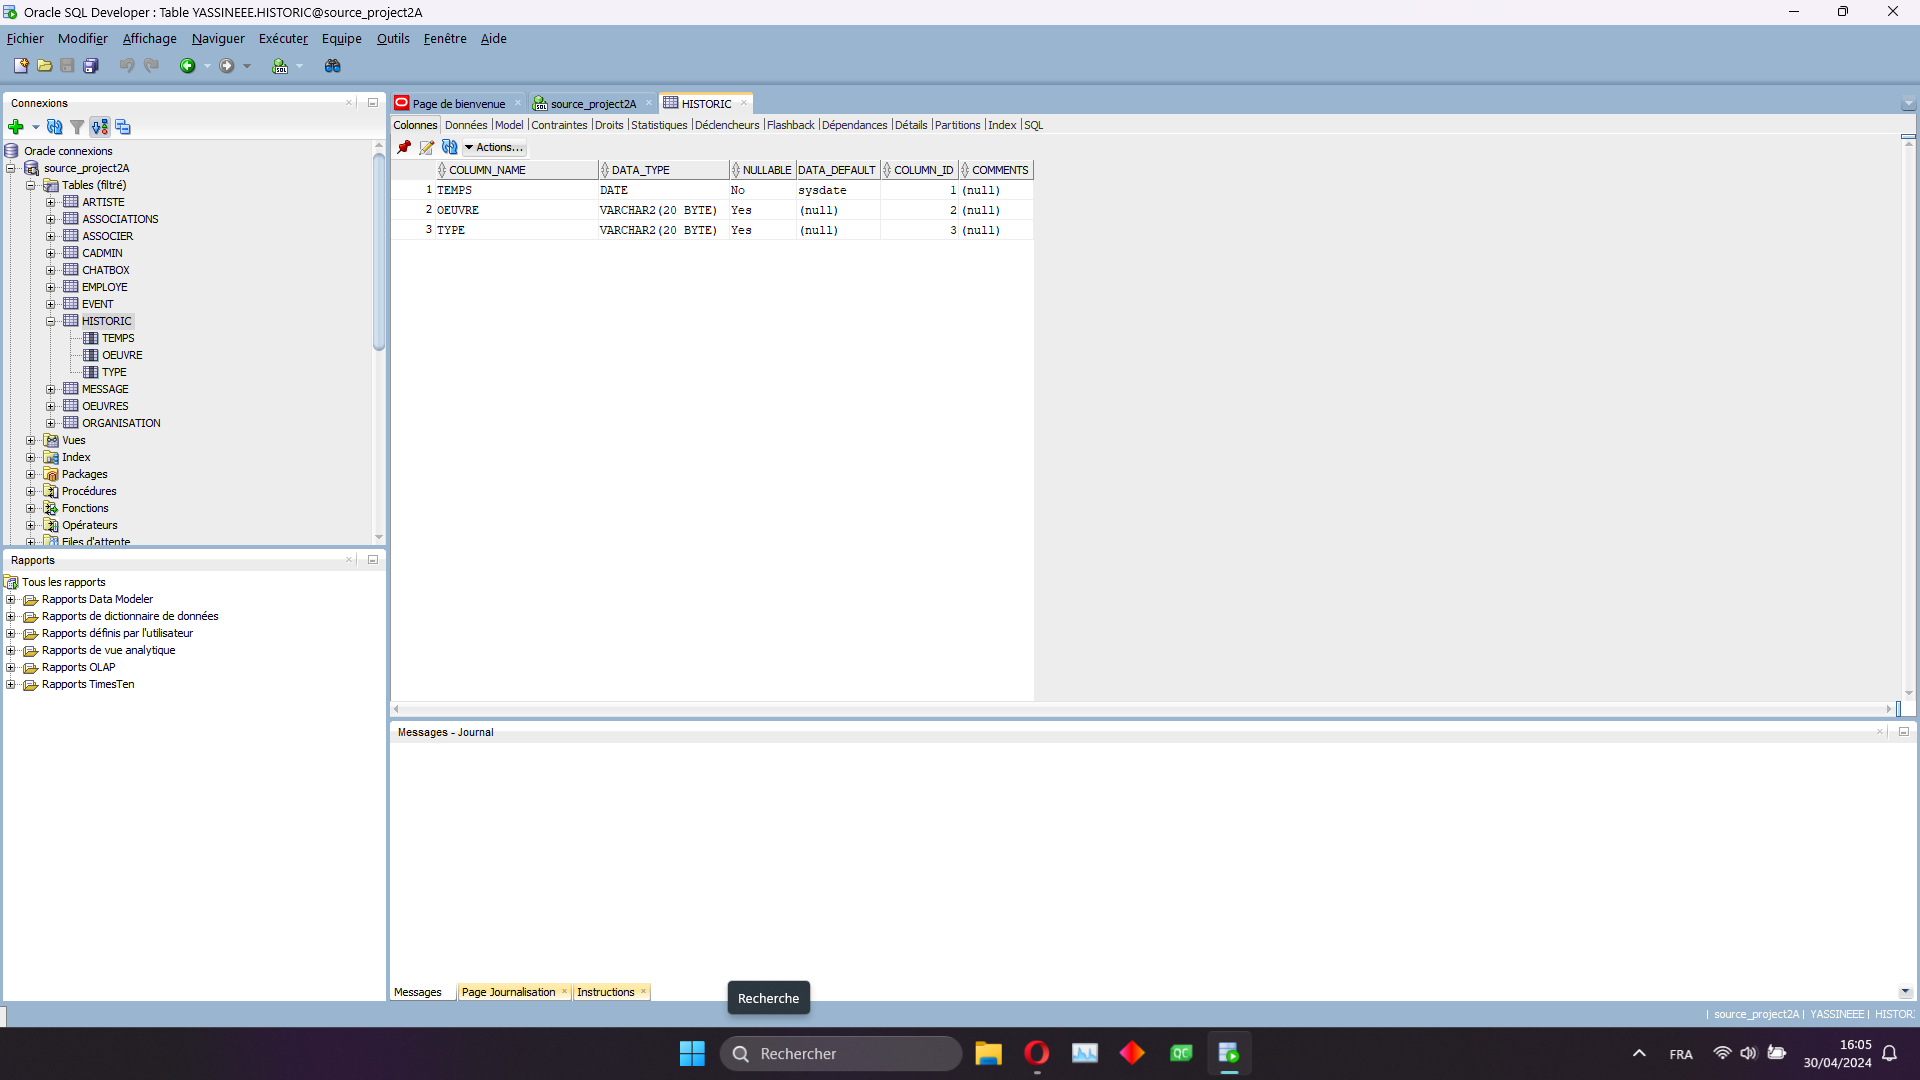 Oracle SQL Developer : Table YASSINEEE.HISTORIC@source_project2A
Fichier Modifier Affichage Naviguer Exécuter Equipe Outils Fenêtre Aide
Connexions
Oracle connexions
source_project2A
Tables (filtré)
ARTISTE
ASSOCIATIONS
ASSOCIER
CADMIN
CHATBOX
EMPLOYE
EVENT
HISTORIC
TEMPS
OEUVRE
TYPE
MESSAGE
OEUVRES
ORGANISATION
Vues
Index
Packages
Procédures
Fonctions
Opérateurs
Files d'attente
Rapports
Tous les rapports
Rapports Data Modeler
Rapports de dictionnaire de données
Rapports définis par l'utilisateur
Rapports de vue analytique
Rapports OLAP
Rapports TimesTen
Page de bienvenue source_project2A HISTORIC
Colonnes Données Model Contraintes Droits Statistiques Déclencheurs Flashback Dépendances Détails Partitions Index SQL
Actions...
COLUMN_NAME DATA_TYPE NULLABLE DATA_DEFAULT COLUMN_ID COMMENTS
1 TEMPS DATE No sysdate 1 (null)
2 OEUVRE VARCHAR2(20 BYTE) Yes (null) 2 (null)
3 TYPE VARCHAR2(20 BYTE) Yes (null) 3 (null)
Messages - Journal
Messages Page Journalisation Instructions
Recherche
| source_project2A | YASSINEEE | HISTOR
Rechercher
QC
FRA
16:05
30/04/2024